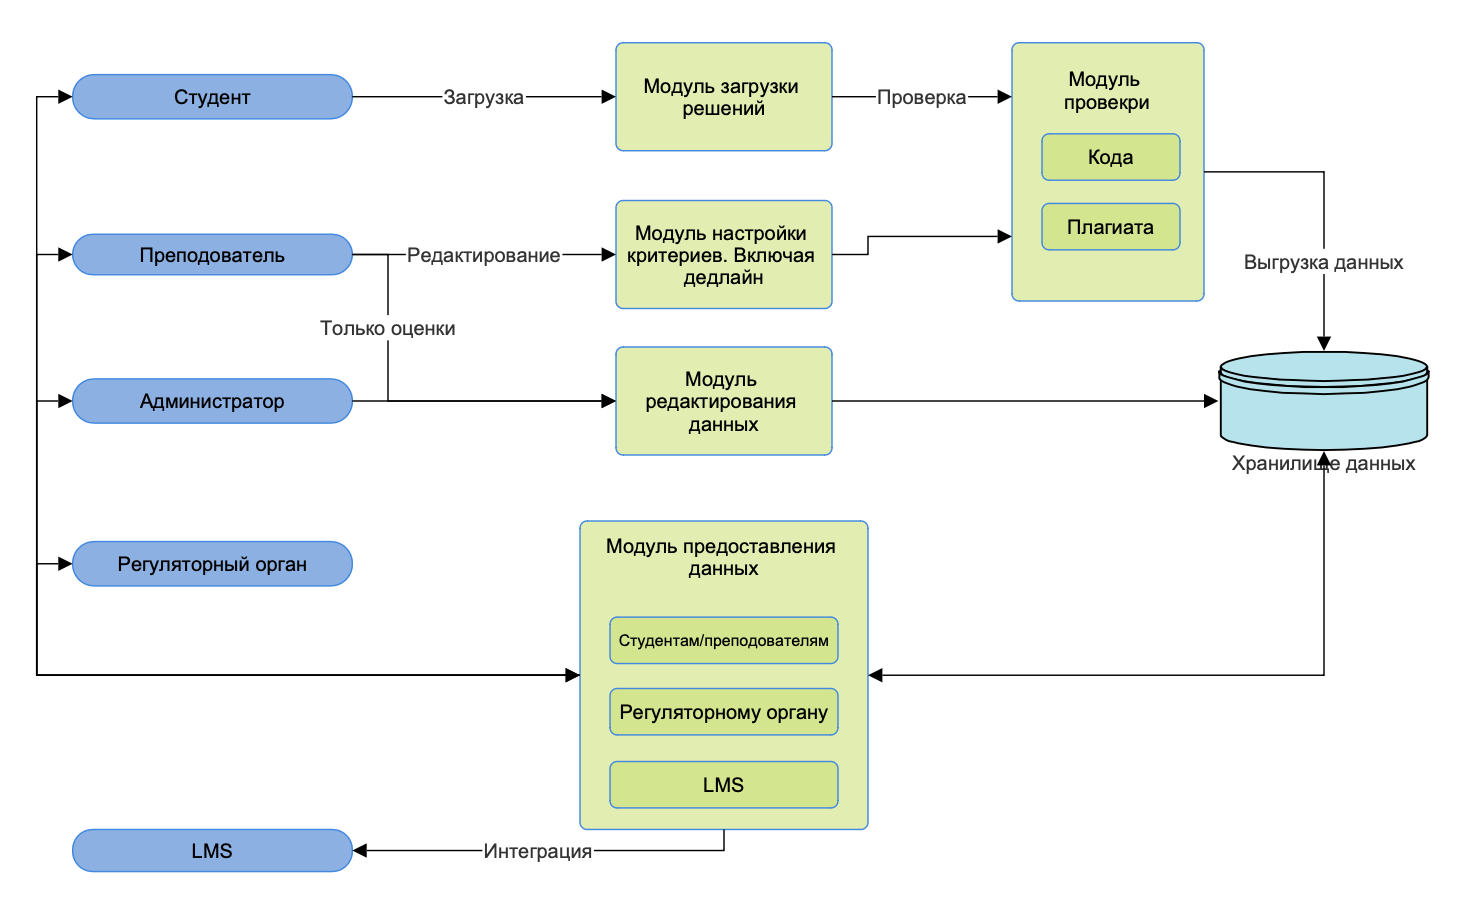 Студент
Загрузка
Модуль загрузки
решений
Проверка
Модуль
провекри
Кода
Плагиата
Преподователь
Редактирование
Модуль настройки
критериев. Включая
дедлайн
Выгрузка данных
Только оценки
Администратор
Модуль
редактирования
данных
Хранилище данных
Регуляторный орган
Модуль предоставления
данных
Студентам/преподователям
Регуляторному органу
LMS
LMS
Интеграция